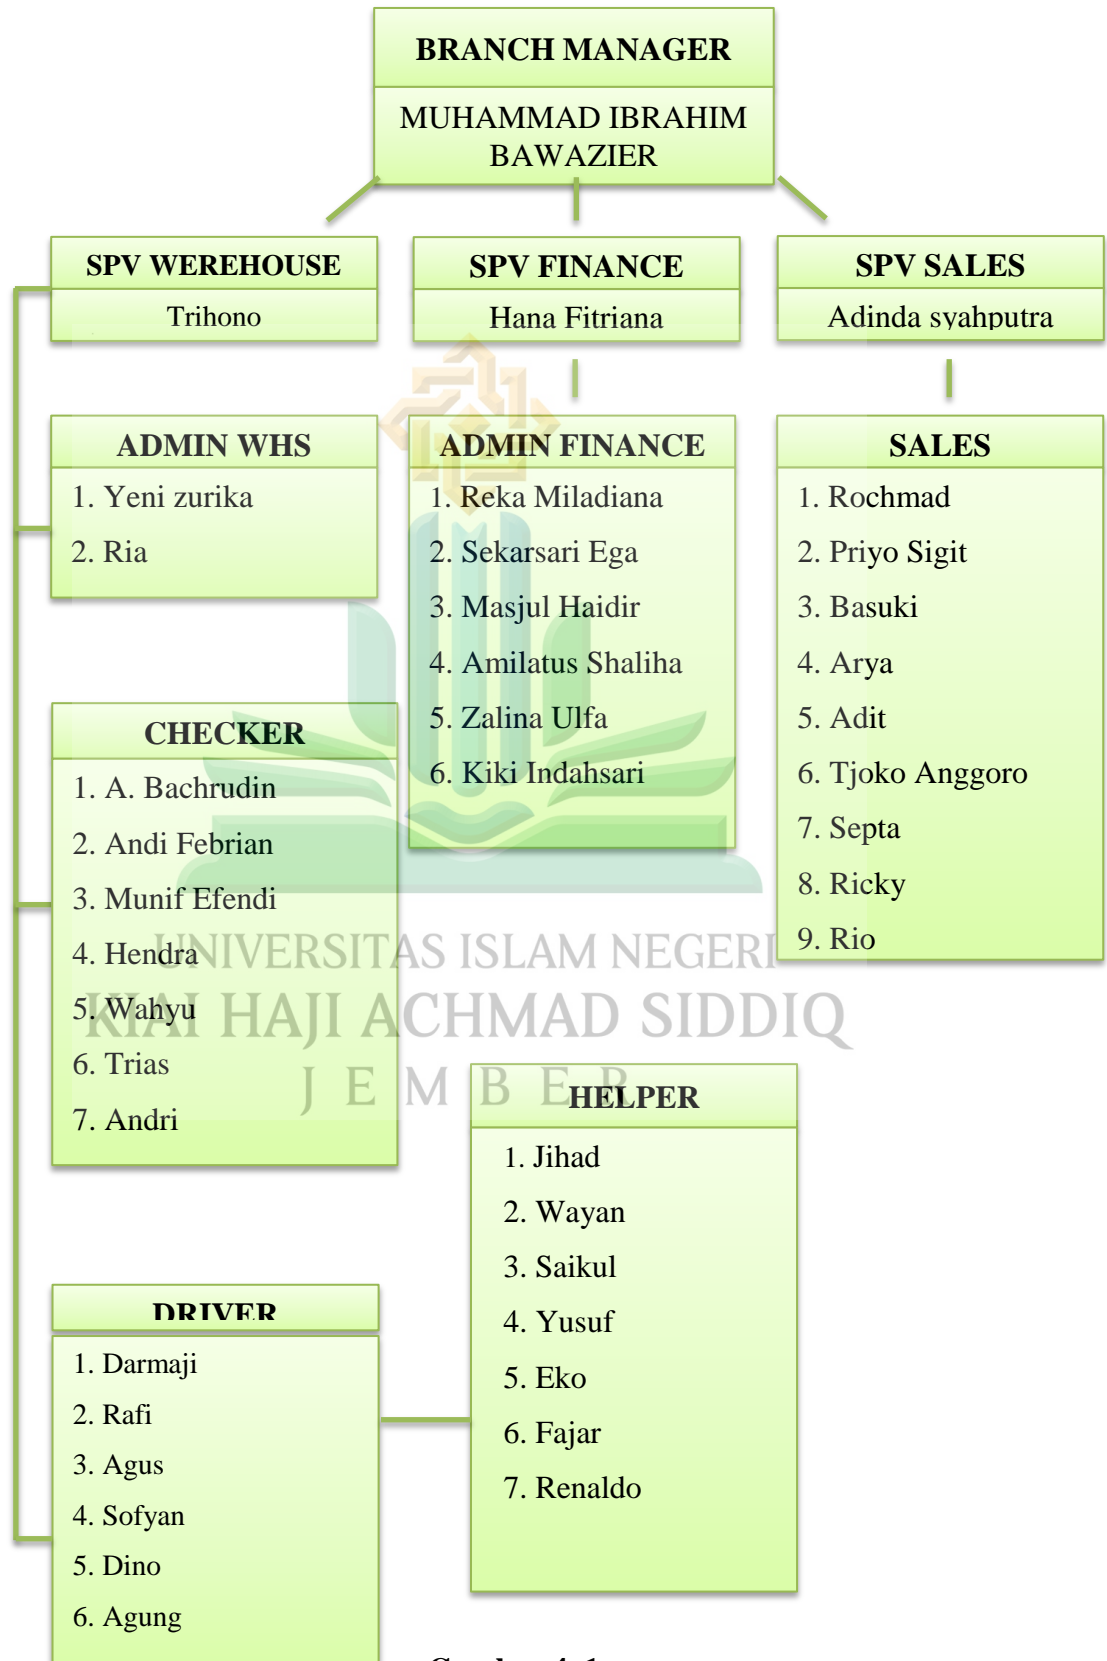 BRANCH MANAGER
MUHAMMAD IBRAHIM
BAWAZIER
SPV WEREHOUSE
Trihono
SPV FINANCE
Hana Fitriana
SPV SALES
Adinda syahputra
ADMIN WHS
1. Yeni zurika
2. Ria
ADMIN FINANCE
1. Reka Miladiana
2. Sekarsari Ega
3. Masjul Haidir
4. Amilatus Shaliha
5. Zalina Ulfa
6. Kiki Indahsari
SALES
1. Rochmad
2. Priyo Sigit
3. Basuki
4. Arya
5. Adit
6. Tjoko Anggoro
7. Septa
8. Ricky
9. Rio
CHECKER
1. A. Bachrudin
2. Andi Febrian
3. Munif Efendi
4. Hendra
5. Wahyu
6. Trias
7. Andri
UNIVERSITAS ISLAM NEGERI
KIAI HAJI ACHMAD SIDDIQ
JEMBER
HELPER
1. Jihad
2. Wayan
3. Saikul
4. Yusuf
5. Eko
6. Fajar
7. Renaldo
DRIVER
1. Darmaji
2. Rafi
3. Agus
4. Sofyan
5. Dino
6. Agung